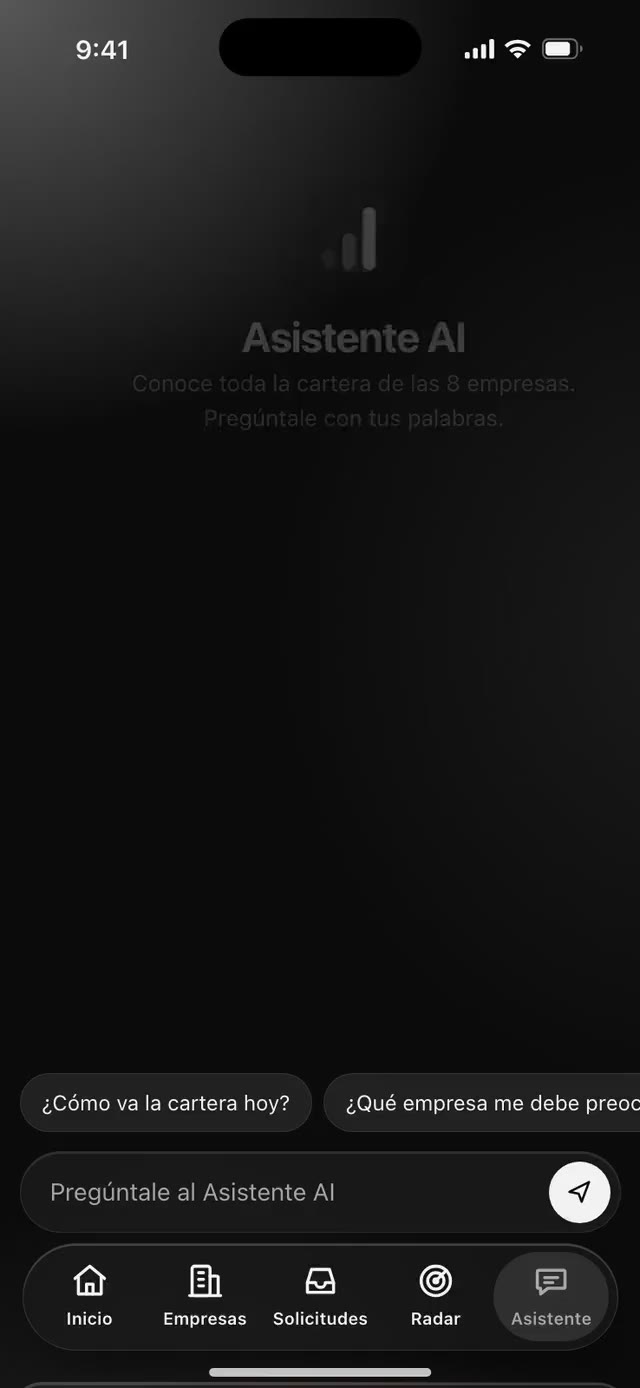 9:41
Asistente AI
Conoce toda la cartera de las 8 empresas.
Pregúntale con tus palabras.
¿Cómo va la cartera hoy?
¿Qué empresa me debe preoc
Pregúntale al Asistente AI
Inicio
Empresas
Solicitudes
Radar
Asistente